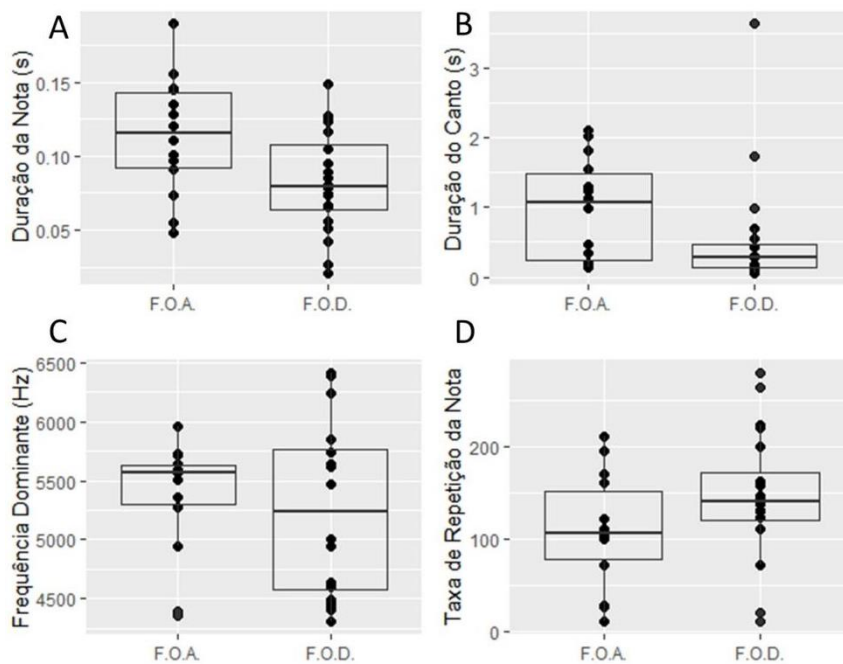 A
Duração da Nota (s)
0.15
0.10
0.05
F.O.A.
F.O.D.
B
Duração do Canto (s)
3
2
1
0
F.O.A.
F.O.D.
C
Frequência Dominante (Hz)
6500
6000
5500
5000
4500
F.O.A.
F.O.D.
D
Taxa de Repetição da Nota
200
100
0
F.O.A.
F.O.D.